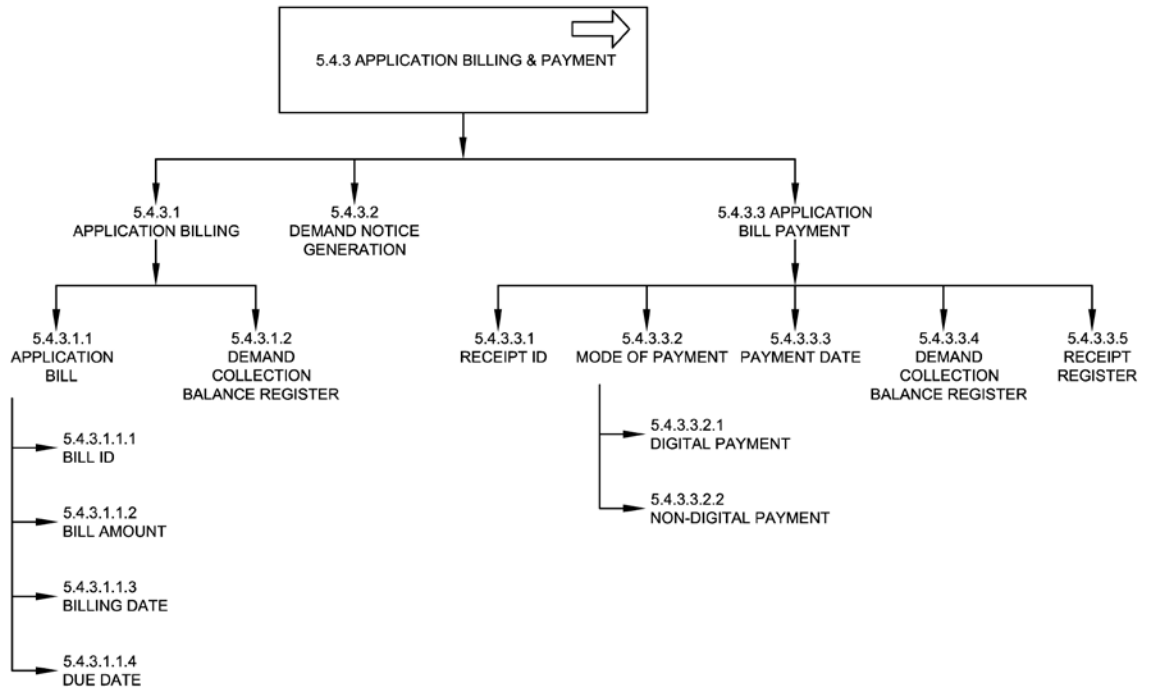 5.4.3 APPLICATION BILLING & PAYMENT
5.4.3.1
APPLICATION BILLING
5.4.3.2
DEMAND NOTICE
GENERATION
5.4.3.3 APPLICATION
BILL PAYMENT
5.4.3.1.1
APPLICATION
BILL
5.4.3.1.2
DEMAND
COLLECTION
BALANCE REGISTER
5.4.3.3.1
RECEIPT ID
5.4.3.3.2
MODE OF PAYMENT
5.4.3.3.3
PAYMENT DATE
5.4.3.3.4
DEMAND
COLLECTION
BALANCE REGISTER
5.4.3.3.5
RECEIPT
REGISTER
5.4.3.1.1.1
BILL ID
5.4.3.1.1.2
BILL AMOUNT
5.4.3.1.1.3
BILLING DATE
5.4.3.1.1.4
DUE DATE
5.4.3.3.2.1
DIGITAL PAYMENT
5.4.3.3.2.2
NON-DIGITAL PAYMENT